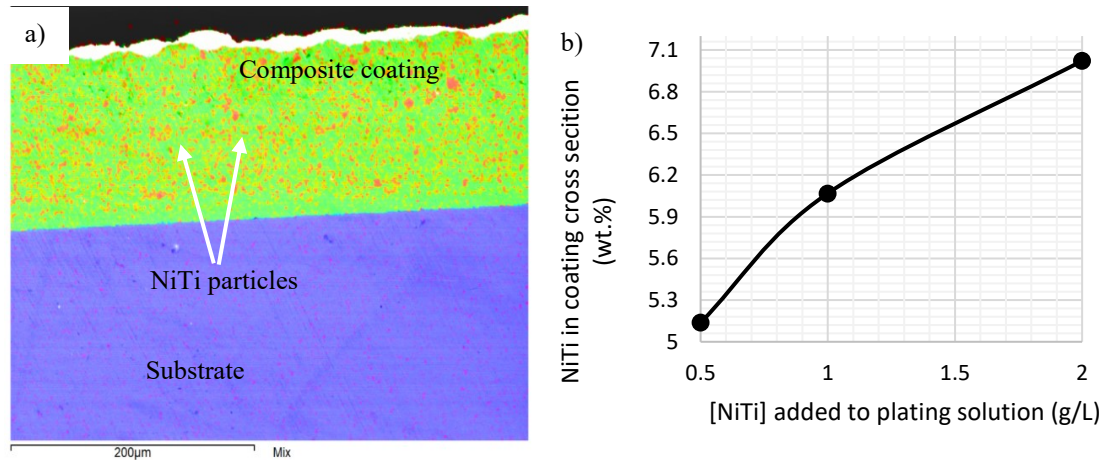 a)
Composite coating
NiTi particles
Substrate
200µm
Mix
b)
NiTi in coating cross secition
(wt.%)
7.1
6.8
6.5
6.2
5.9
5.6
5.3
5
0.5
1
1.5
2
[NiTi] added to plating solution (g/L)